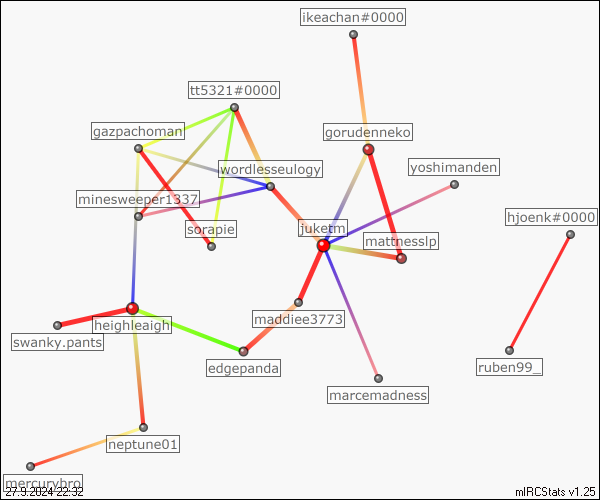 ikeachan#0000
tt5321#0000
gazpachoman
gorudenneko
wordlesseulogy
yoshimanden
minesweeper1337
hjoenk#0000
sorapie
juketm
mattnesslp
maddiee3773
heighleaigh
swanky.pants
edgepanda
ruben99_
marcemadness
neptune01
mercurybro
27.9.2024 22:32
mIRCStats v1.25